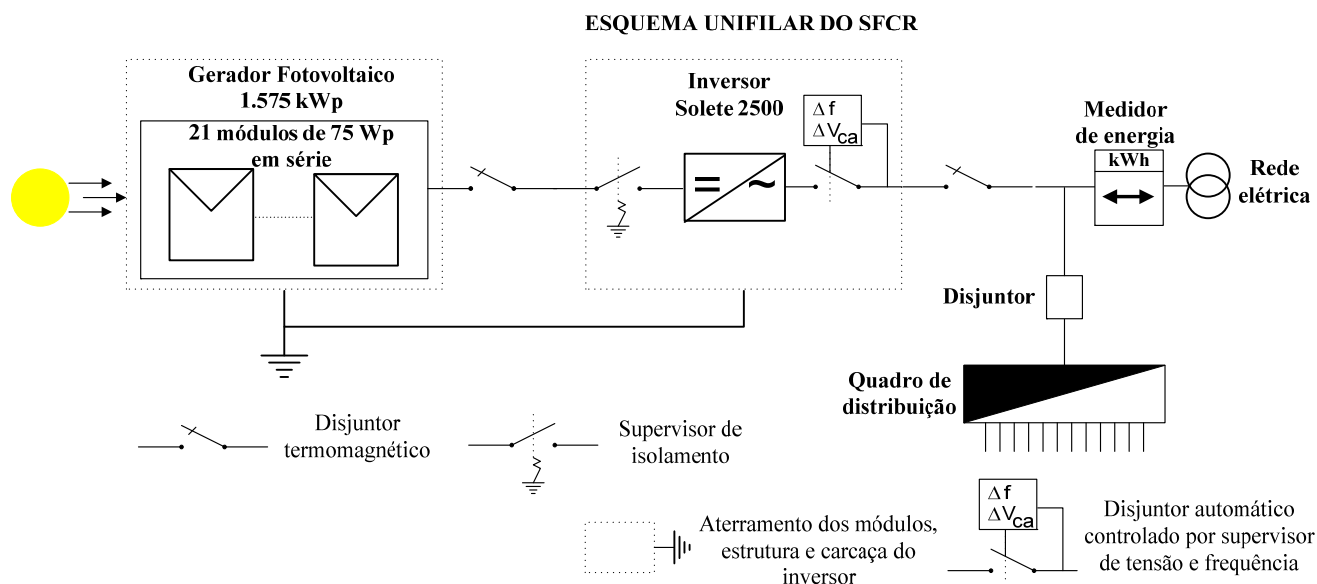 ESQUEMA UNIFILAR DO SFCR
Gerador Fotovoltaico
1.575 kWp
21 módulos de 75 Wp
em série
Inversor
Solete 2500
Δf
ΔVca
=
~
Medidor
de energia
kWh
Rede
elétrica
Disjuntor
Quadro de
distribuição
Disjuntor
termomagnético
Supervisor de
isolamento
Aterramento dos módulos,
estrutura e carcaça do
inversor
Δf
ΔVca
Disjuntor automático
controlado por supervisor
de tensão e frequência